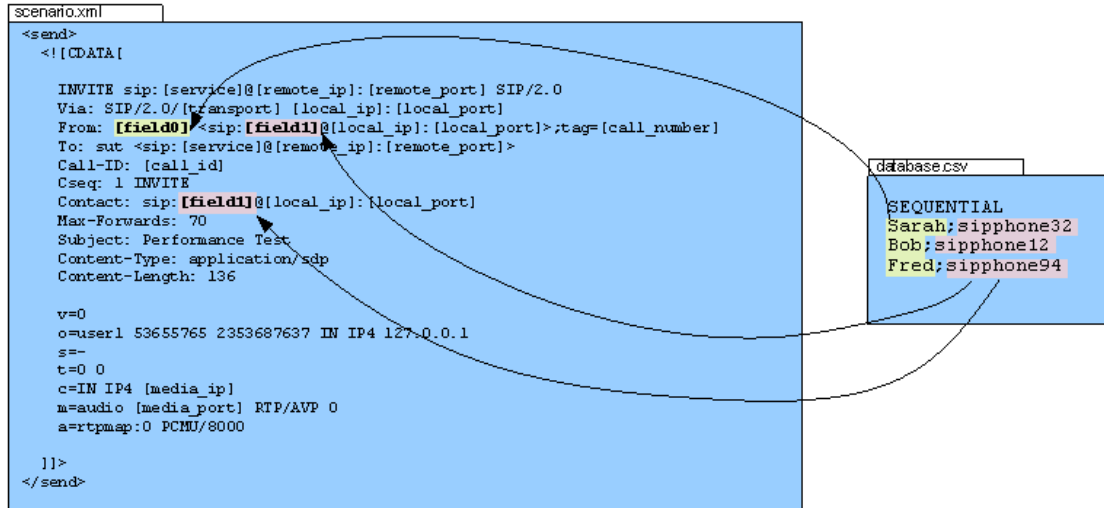 scenario.xml
<send>
<![CDATA[
INVITE sip:[service]@[remote_ip]:[remote_port] SIP/2.0
Via: SIP/2.0/[transport] [local_ip]:[local_port]
From: [field0] <sip:[field1]@[local_ip]:[local_port]>;tag=[call_number]
To: sut <sip:[service]@[remote_ip]:[remote_port]>
Call-ID: [call_id]
Cseq: 1 INVITE
Contact: sip:[field1]@[local_ip]:[local_port]
Max-Forwards: 70
Subject: Performance Test
Content-Type: application/sdp
Content-Length: 136
v=0
o=user1 53655765 2353687637 IN IP4 127.0.0.1
s=-
t=0 0
c=IN IP4 [media_ip]
m=audio [media_port] RTP/AVP 0
a=rtpmap:0 PCMU/8000
]]>
</send>
database.csv
SEQUENTIAL
Sarah;sipphone32
Bob;sipphone12
Fred;sipphone94